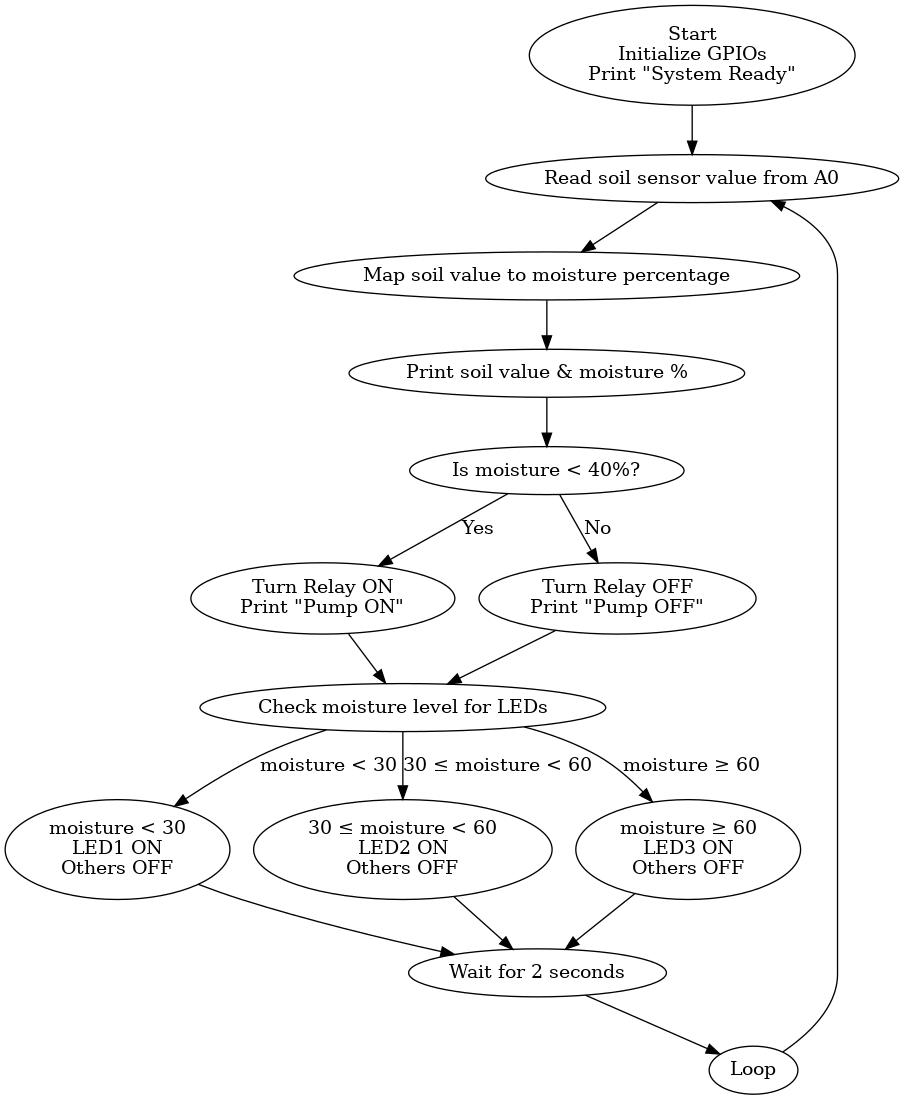 Start
Initialize GPIOs
Print "System Ready"
Read soil sensor value from A0
Map soil value to moisture percentage
Print soil value & moisture %
Is moisture < 40%?
Yes
No
Turn Relay ON
Print "Pump ON"
Turn Relay OFF
Print "Pump OFF"
Check moisture level for LEDs
moisture < 30
30 ≤ moisture < 60
moisture ≥ 60
moisture < 30
LED1 ON
Others OFF
30 ≤ moisture < 60
LED2 ON
Others OFF
moisture ≥ 60
LED3 ON
Others OFF
Wait for 2 seconds
Loop